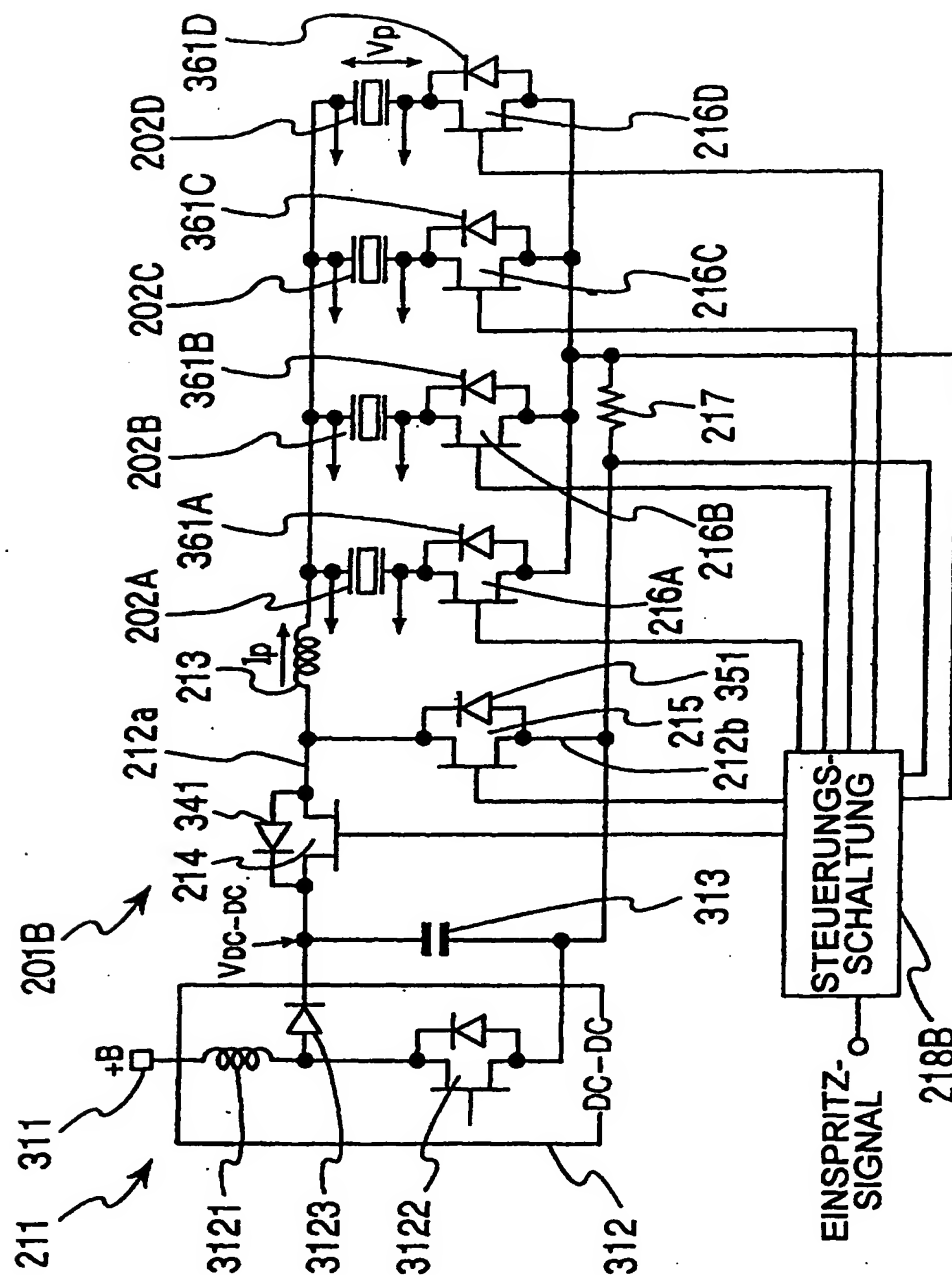 201B
211
311
+B
3121
3123
3122
312
DC-DC
VDC-DC
313
214
341
212a
213
Ip
215
351
212b
202A
361A
216A
202B
361B
216B
217
202C
361C
216C
202D
361D
Vp
216D
EINSPRITZ-
SIGNAL
STEUERUNGS-
SCHALTUNG
218B